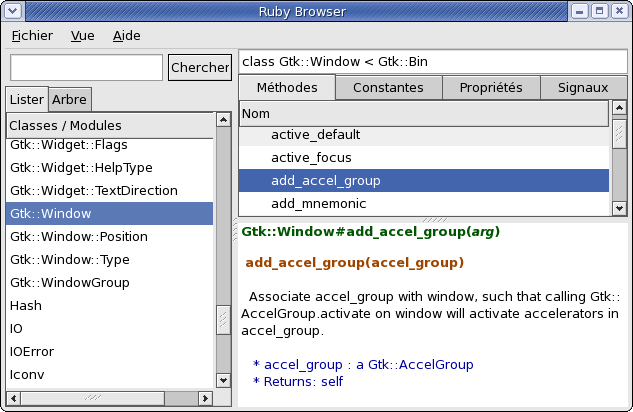 Ruby Browser
Fichier Vue Aide
Chercher
Lister Arbre
Classes / Modules
Gtk::Widget::Flags
Gtk::Widget::HelpType
Gtk::Widget::TextDirection
Gtk::Window
Gtk::Window::Position
Gtk::Window::Type
Gtk::WindowGroup
Hash
IO
IOError
Iconv
class Gtk::Window < Gtk::Bin
Méthodes Constantes Propriétés Signaux
Nom
active_default
active_focus
add_accel_group
add_mnemonic
Gtk::Window#add_accel_group(arg)
add_accel_group(accel_group)
Associate accel_group with window, such that calling Gtk::
AccelGroup.activate on window will activate accelerators in
accel_group.
* accel_group : a Gtk::AccelGroup
* Returns: self